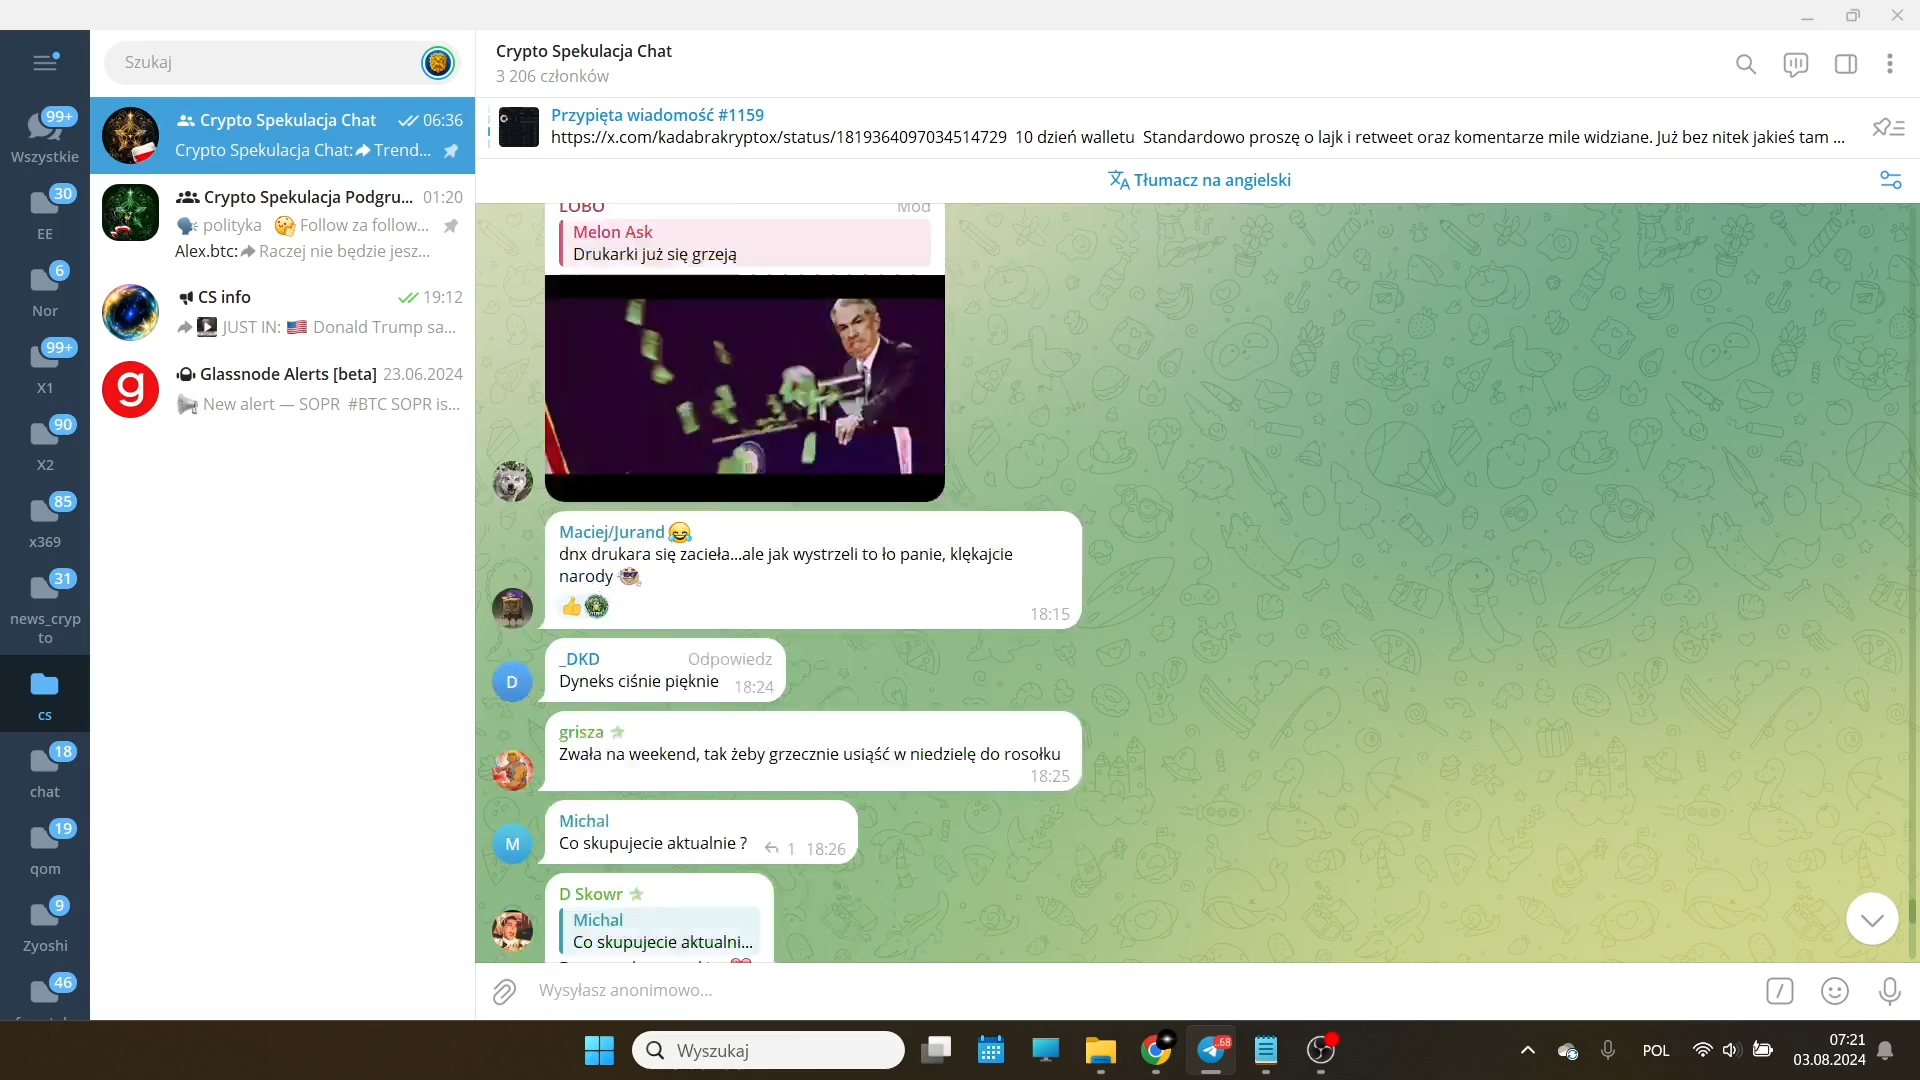 Szukaj
99+
Wszystkie
30
EE
6
Nor
99+
X1
90
X2
85
x369
31
news_cryp
to
cs
18
chat
19
qom
9
Zyoshi
46
Crypto Spekulacja Chat
06:36
Crypto Spekulacja Chat: Trend...
Crypto Spekulacja Podgru...
01:20
polityka Follow za follow...
Alex.btc: Raczej nie będzie jesz...
CS info
19:12
JUST IN: Donald Trump sa...
g
Glassnode Alerts [beta]
23.06.2024
New alert — SOPR #BTC SOPR is...
Crypto Spekulacja Chat
3 206 członków
Przypięta wiadomość #1159
https://x.com/kadabrakryptox/status/1819364097034514729 10 dzień walletu Standardowo proszę o lajk i retweet oraz komentarze mile widziane. Już bez nitek jakieś tam ...
Tłumacz na angielski
LOBO
Mod
Melon Ask
Drukarki już się grzeją
Maciej/Jurand
dnx drukara się zacieła...ale jak wystrzeli to ło panie, klękajcie
narody
18:15
D
_DKD
Odpowiedz
Dyneks ciśnie pięknie
18:24
grisza
Zwała na weekend, tak żeby grzecznie usiąść w niedzielę do rosołku
18:25
M
Michal
Co skupujecie aktualnie ?
1 18:26
D Skowr
Michal
Co skupujecie aktualni...
Wysyłasz anonimowo...
Wyszukaj
.68
POL
07:21
03.08.2024